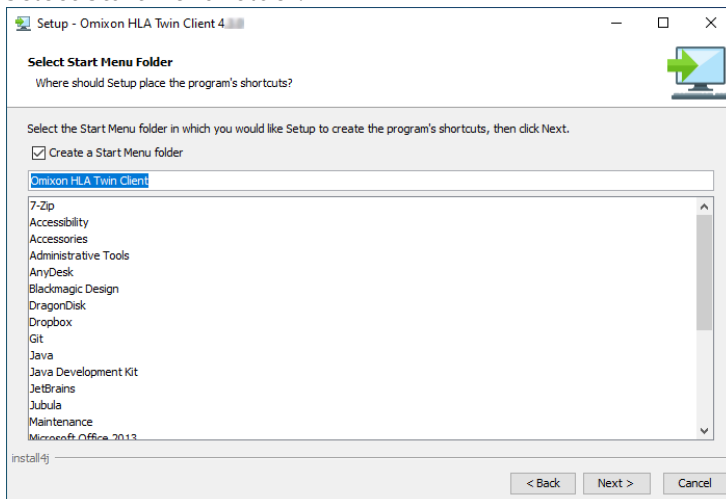 Setup - Omixon HLA Twin Client 4
Select Start Menu Folder
Where should Setup place the program's shortcuts?
Select the Start Menu folder in which you would like Setup to create the program's shortcuts, then click Next.
Create a Start Menu folder
Omixon HLA Twin Client
7-Zip
Accessibility
Accessories
Administrative Tools
AnyDesk
Blackmagic Design
DragonDisk
Dropbox
Git
Java
Java Development Kit
JetBrains
Jubula
Maintenance
Microsoft Office 2013
install4j
< Back Next > Cancel